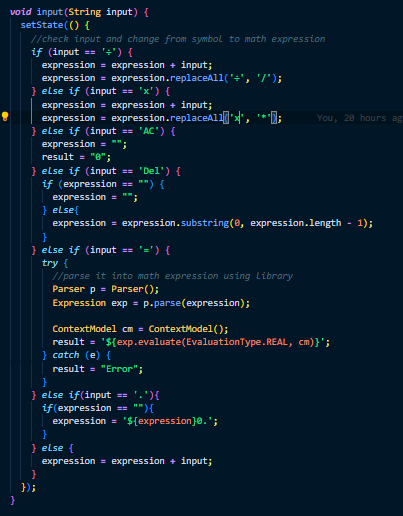 void input(String input) {
setState(() {
//check input and change from symbol to math expression
if (input == '÷') {
expression = expression + input;
expression = expression.replaceAll('÷', '/');
} else if (input == 'x') {
expression = expression + input;
expression = expression.replaceAll('x', '*'); You, 20 hours ag
} else if (input == 'AC') {
expression = "";
result = "0";
} else if (input == 'Del') {
if (expression == "") {
expression = "";
} else{
expression = expression.substring(0, expression.length - 1);
}
} else if (input == '=') {
try {
//parse it into math expression using library
Parser p = Parser();
Expression exp = p.parse(expression);
ContextModel cm = ContextModel();
result = '${exp.evaluate(EvaluationType.REAL, cm)}';
} catch (e) {
result = "Error";
}
} else if(input == '.'){
if(expression == ""){
expression = '${expression}0.';
}
} else {
expression = expression + input;
}
});
}